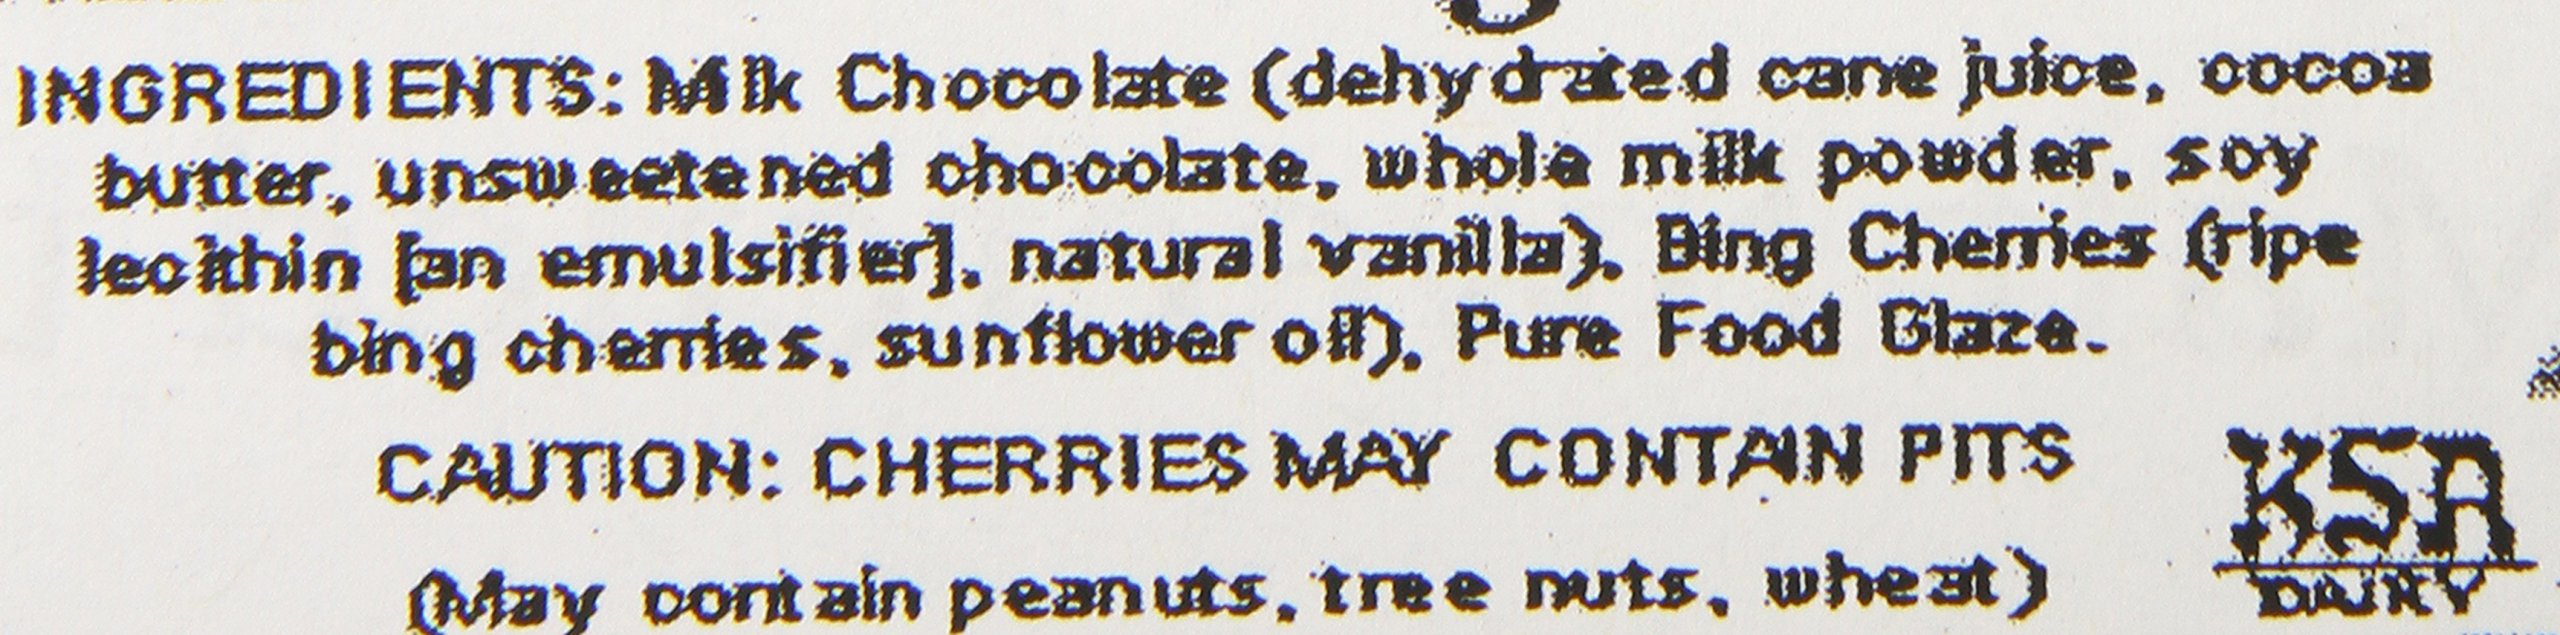 INGREDIENTS: Milk Chocolate (dehydrated cane juice, cocoa
butter, unsweetened chocolate, whole milk powder, soy
lecithin [an emulsifier], natural vanilla), Bing Cherries (ripe
bing cherries, sunflower oil), Pure Food Glaze.
CAUTION: CHERRIES MAY CONTAIN PITS
KSA
(May contain peanuts, tree nuts, wheat)
DAIRY